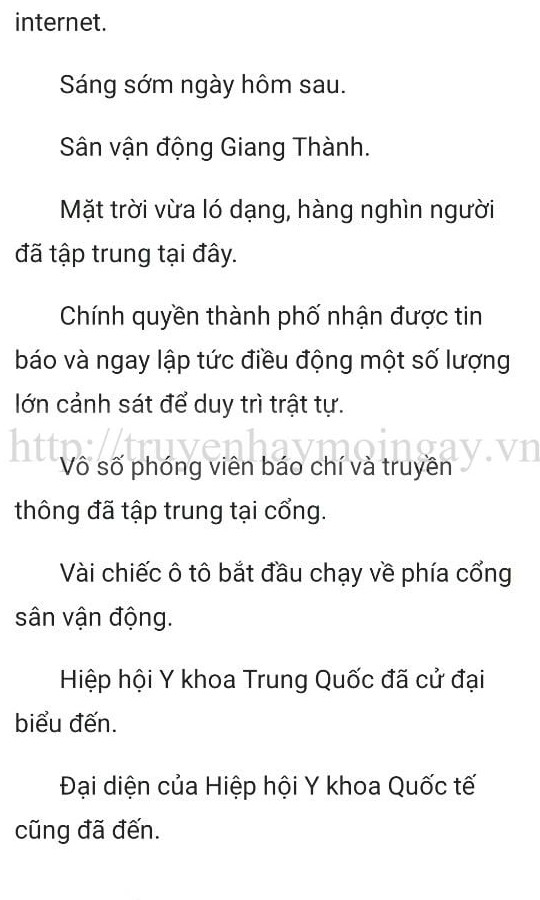 internet.
Sáng sớm ngày hôm sau.
Sân vận động Giang Thành.
Mặt trời vừa ló dạng, hàng nghìn người
đã tập trung tại đây.
Chính quyền thành phố nhận được tin
báo và ngay lập tức điều động một số lượng
lớn cảnh sát để duy trì trật tự.
http://truyenhaymoingay.vn
Vô số phóng viên báo chí và truyền
thông đã tập trung tại cổng.
Vài chiếc ô tô bắt đầu chạy về phía cổng
sân vận động.
Hiệp hội Y khoa Trung Quốc đã cử đại
biểu đến.
Đại diện của Hiệp hội Y khoa Quốc tế
cũng đã đến.